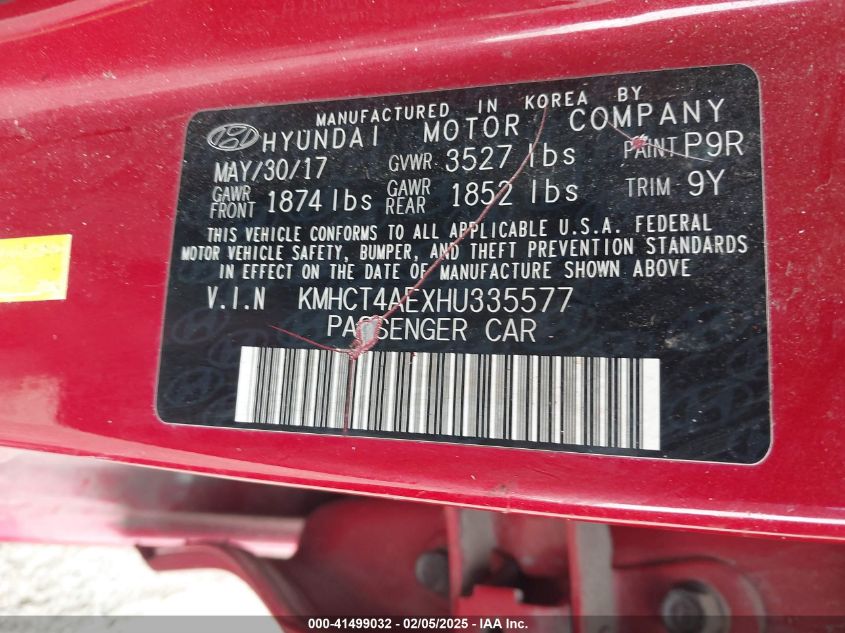 MANUFACTURED IN KOREA BY
HYUNDAI MOTOR COMPANY
MAY/30/17 GVWR 3527 lbs PAINT P9R
GAWR FRONT 1874 lbs GAWR REAR 1852 lbs TRIM 9Y
THIS VEHICLE CONFORMS TO ALL APPLICABLE U.S.A. FEDERAL
MOTOR VEHICLE SAFETY, BUMPER, AND THEFT PREVENTION STANDARDS
IN EFFECT ON THE DATE OF MANUFACTURE SHOWN ABOVE
V.I.N KMHCT4AEXHU335577
PASSENGER CAR
000-41499032 - 02/05/2025 - IAA Inc.